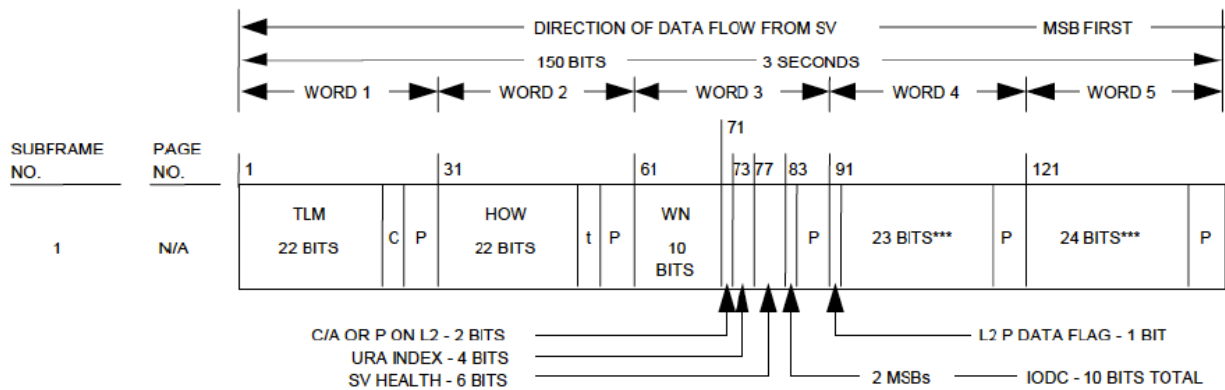 DIRECTION OF DATA FLOW FROM SV MSB FIRST
150 BITS 3 SECONDS
WORD 1 WORD 2 WORD 3 WORD 4 WORD 5
71
SUBFRAME NO. PAGE NO. 1 31 61 73 77 83 91 121
1 N/A TLM 22 BITS C P HOW 22 BITS t P WN 10 BITS P 23 BITS*** P 24 BITS*** P
C/A OR P ON L2 - 2 BITS L2 P DATA FLAG - 1 BIT
URA INDEX - 4 BITS
SV HEALTH - 6 BITS 2 MSBs IODC - 10 BITS TOTAL